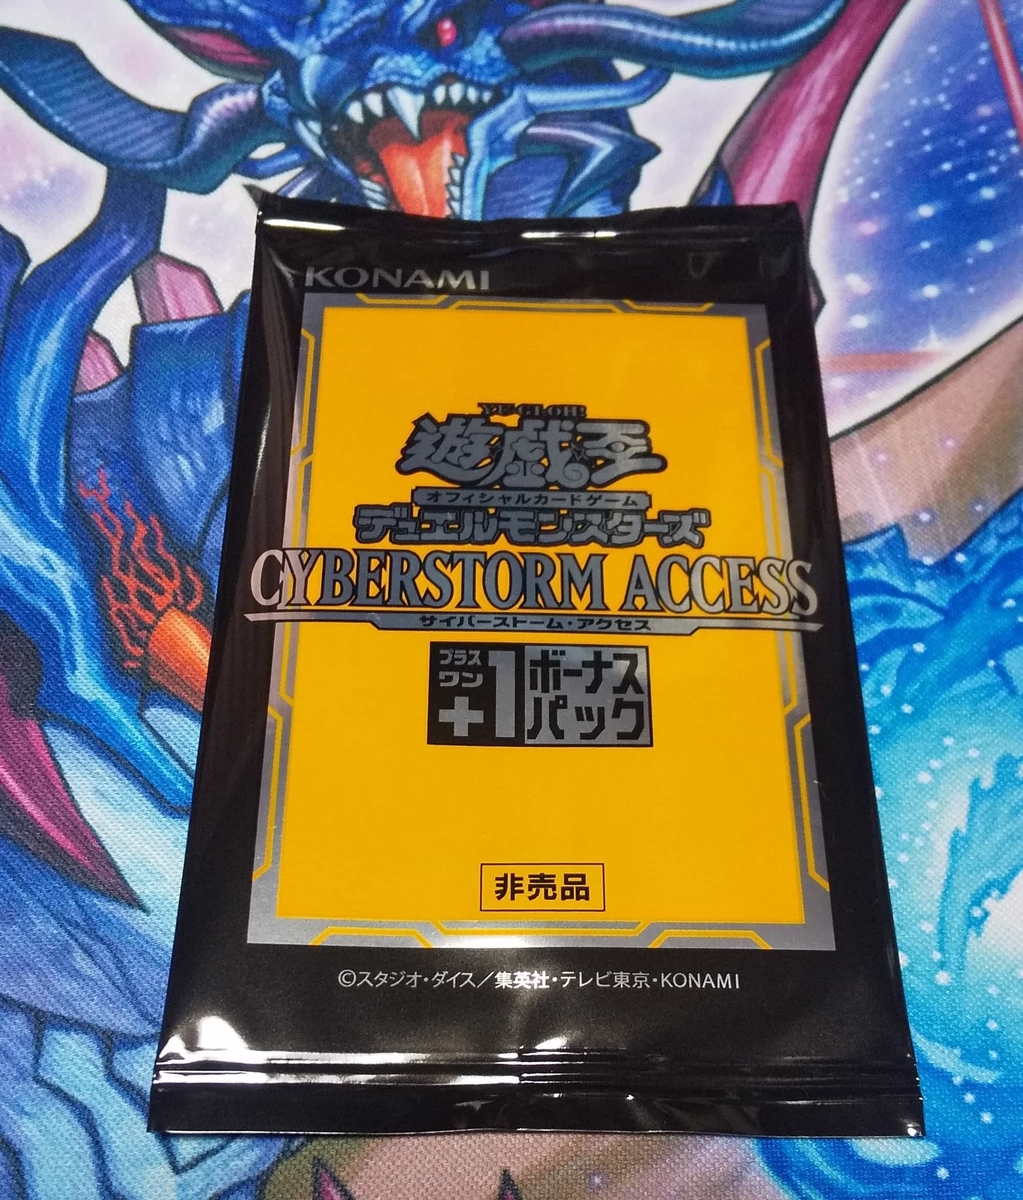 KONAMI
YU-GI-OH!
遊戯王
オフィシャルカードゲーム
デュエルモンスターズ
CYBERSTORM ACCESS
サイバーストーム・アクセス
プラス
ワン
+1
ボーナス
パック
非売品
©スタジオ・ダイス／集英社・テレビ東京・KONAMI